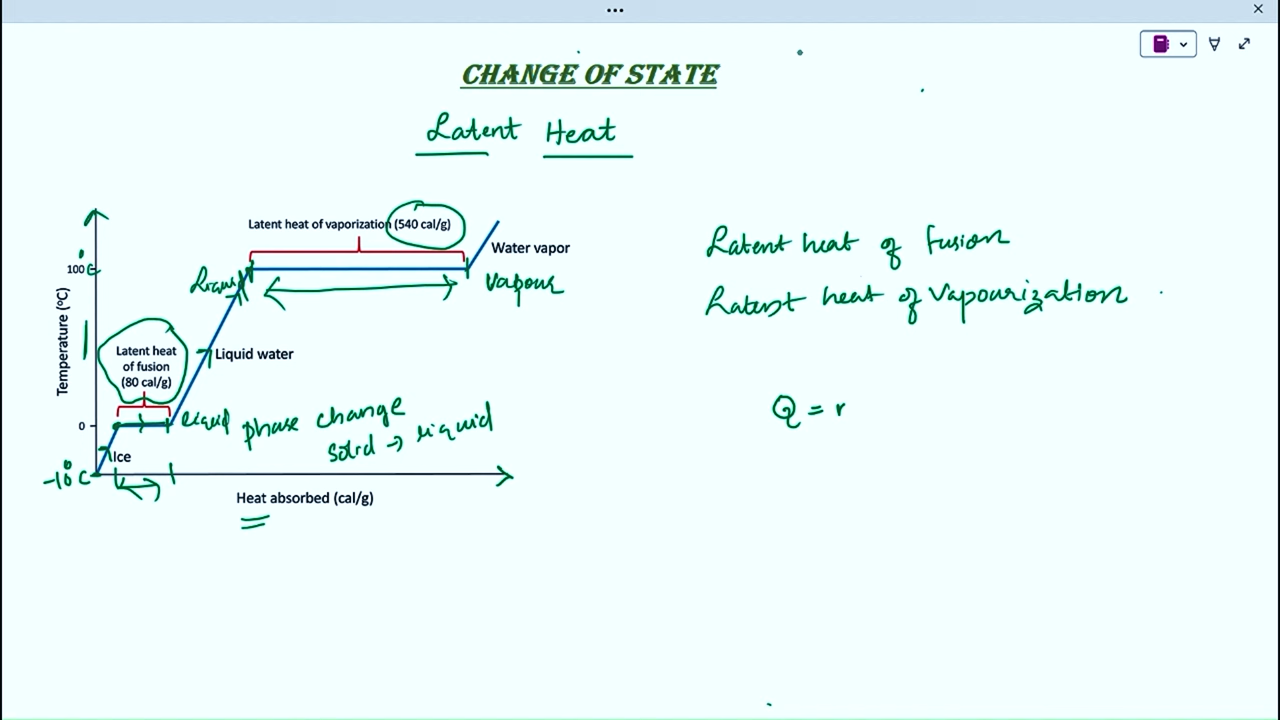 CHANGE OF STATE
Latent Heat
Latent heat of vaporization (540 cal/g)
Water vapor
100
°C
Liquid
Vapour
Latent heat of fusion
Latent heat of Vapourization
Temperature (°C)
Latent heat
of fusion
(80 cal/g)
Liquid water
Liquid phase change
solid → liquid
0
Ice
-10°C
Heat absorbed (cal/g)
Q = r